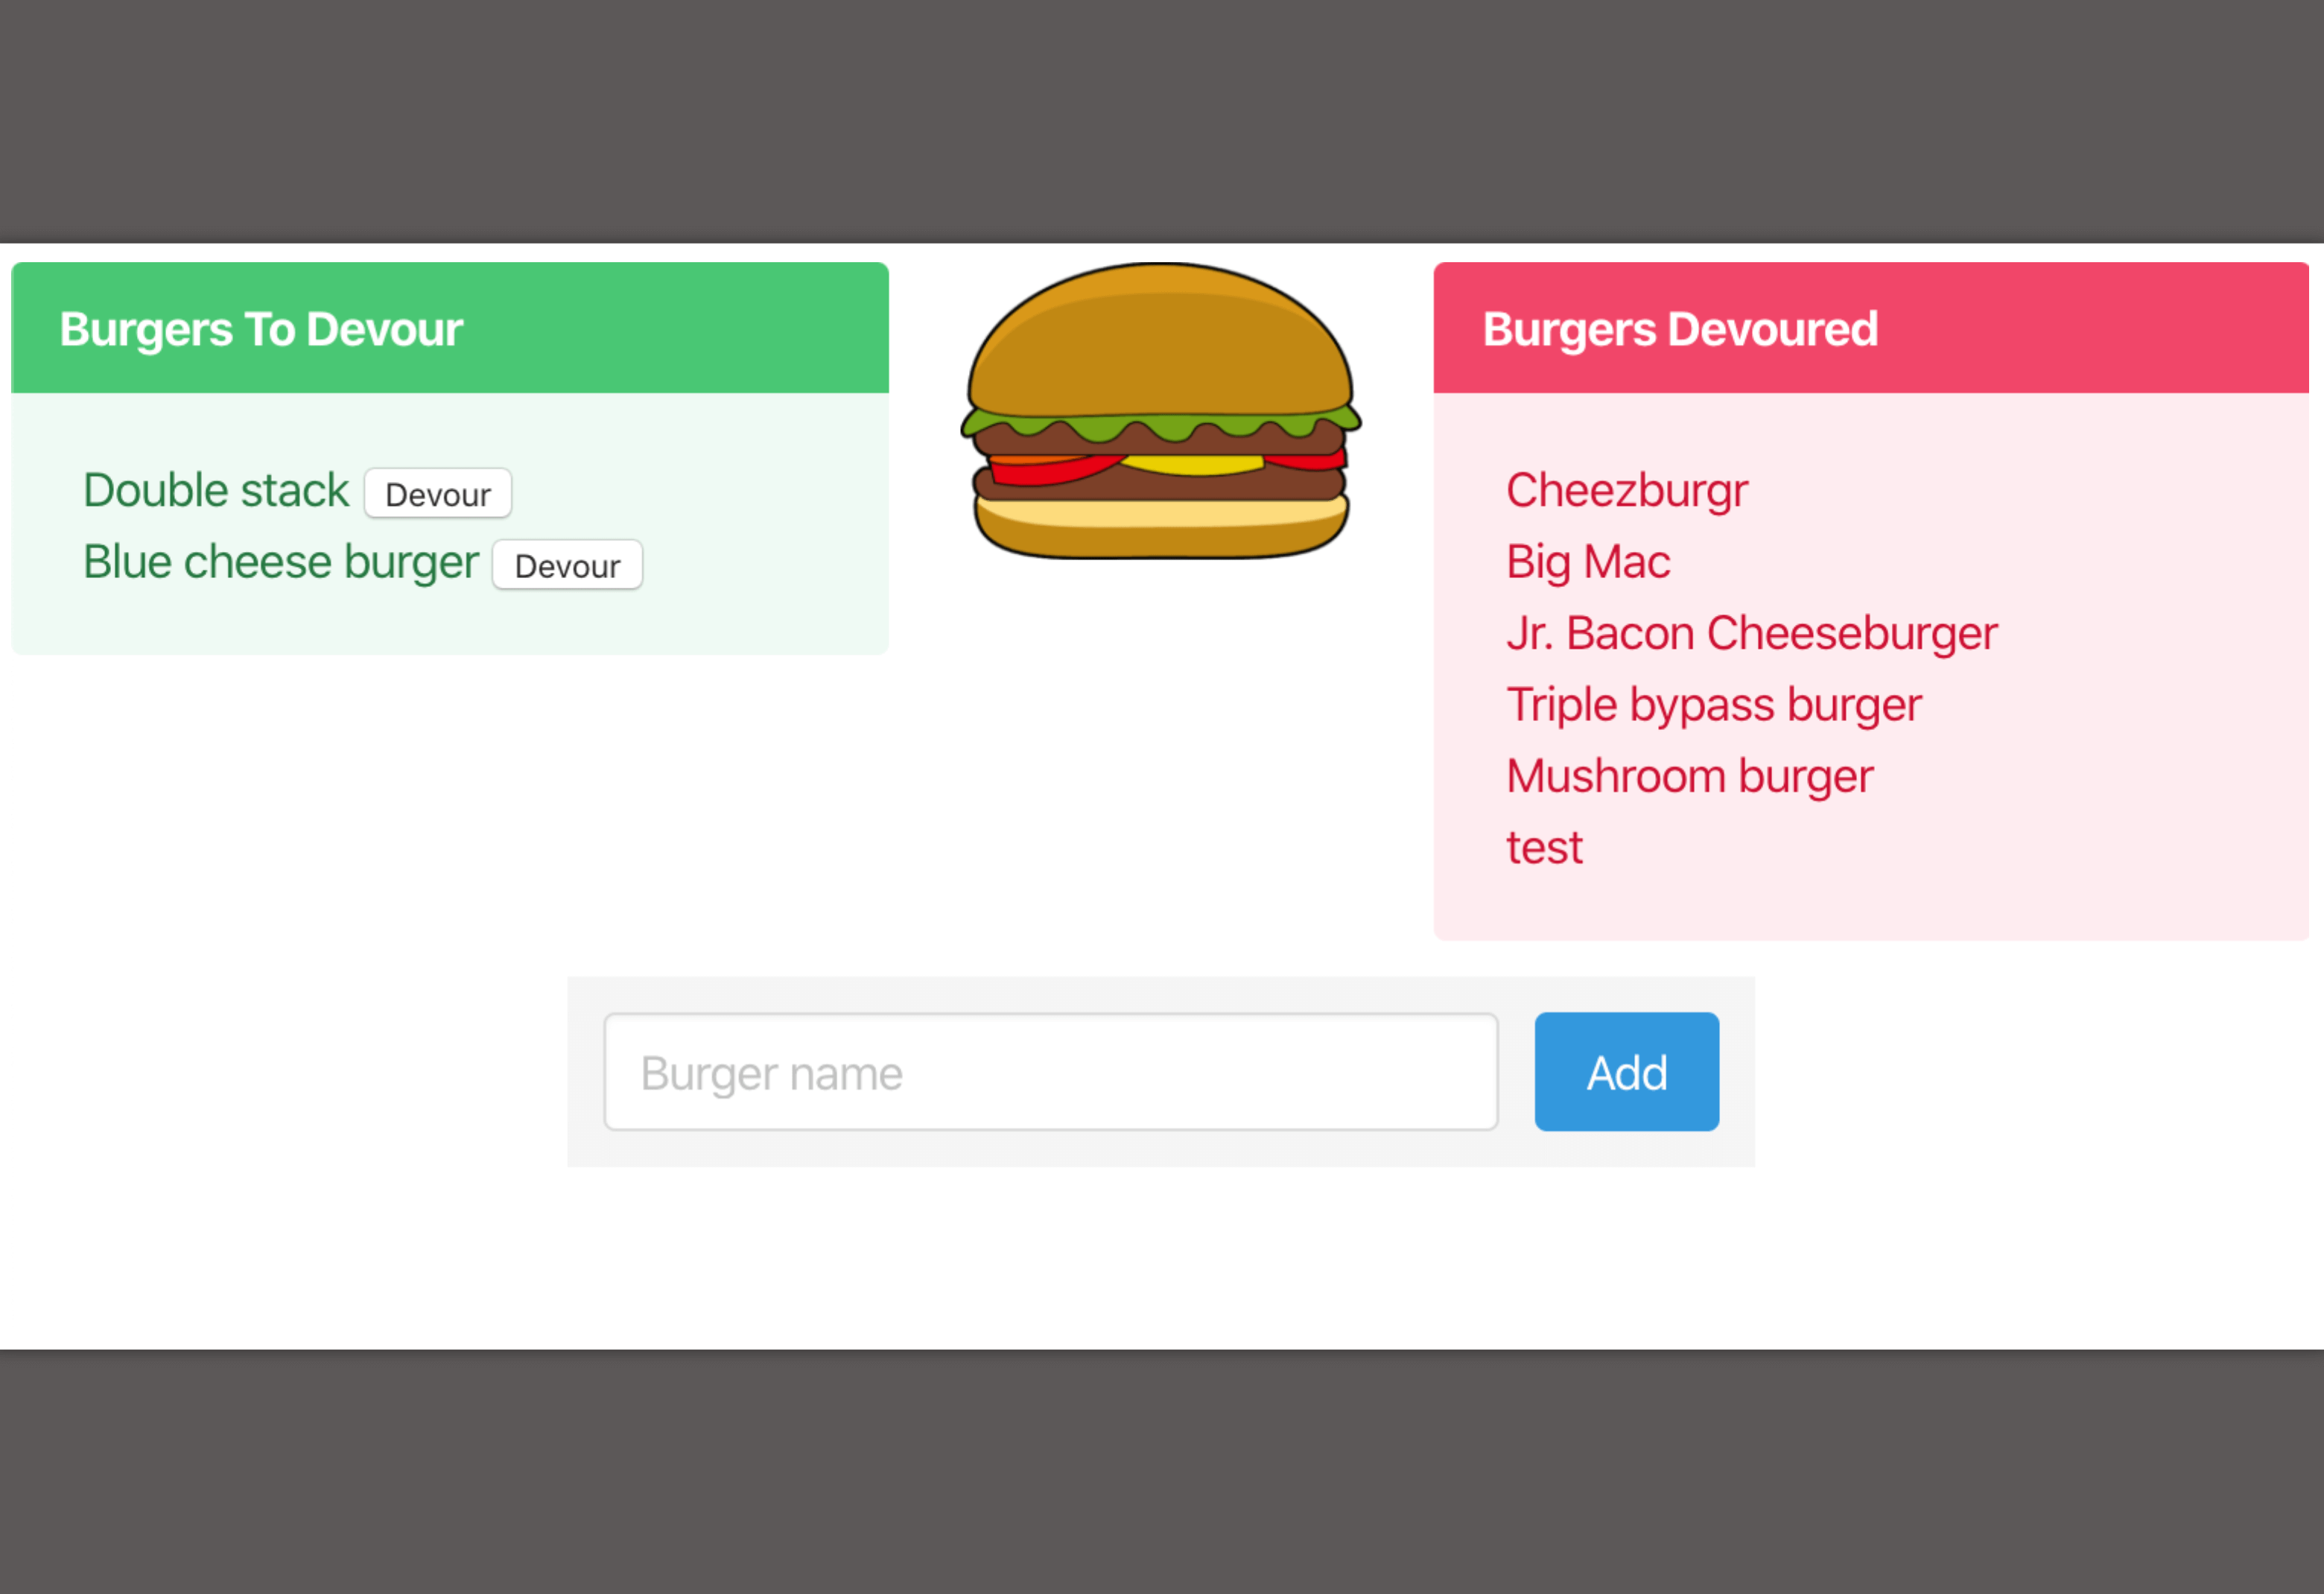 Burgers To Devour
Double stack Devour
Blue cheese burger Devour
Burgers Devoured
Cheezburgr
Big Mac
Jr. Bacon Cheeseburger
Triple bypass burger
Mushroom burger
test
Burger name
Add